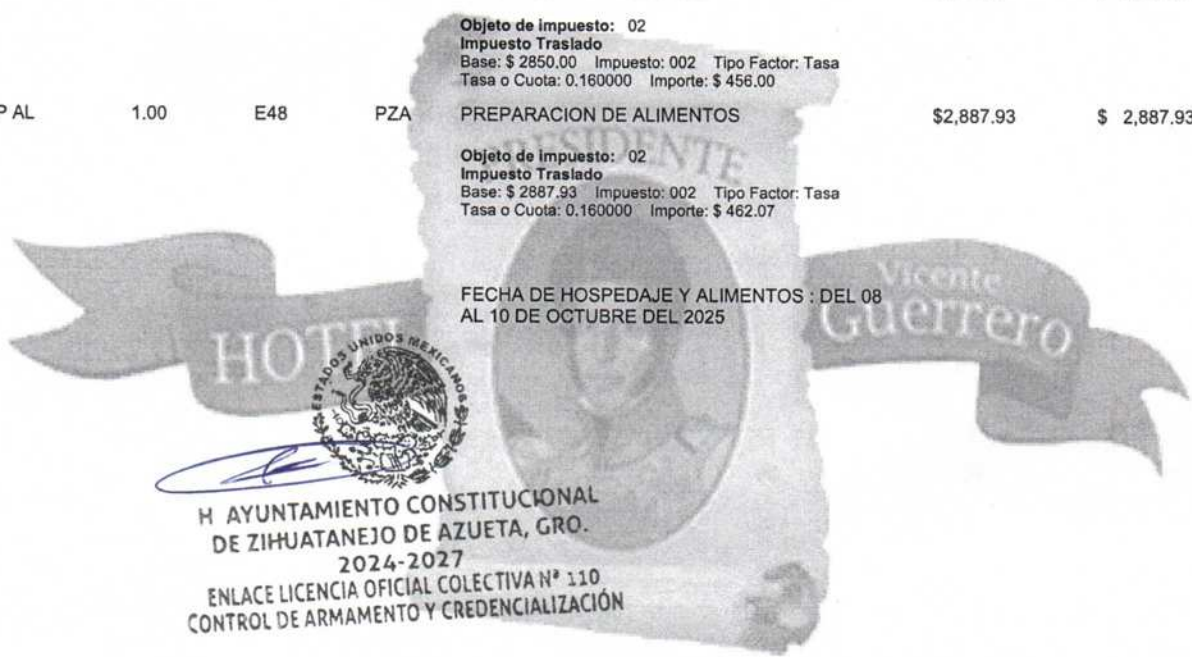 Objeto de impuesto: 02
Impuesto Traslado
Base: $ 2850.00 Impuesto: 002 Tipo Factor: Tasa
Tasa o Cuota: 0.160000 Importe: $ 456.00
P AL 1.00 E48 PZA PREPARACION DE ALIMENTOS $2,887.93 $ 2,887.93
PRESIDENTE
Objeto de impuesto: 02
Impuesto Traslado
Base: $ 2887.93 Impuesto: 002 Tipo Factor: Tasa
Tasa o Cuota: 0.160000 Importe: $ 462.07
FECHA DE HOSPEDAJE Y ALIMENTOS : DEL 08
AL 10 DE OCTUBRE DEL 2025
HOTEL
Vicente
Guerrero
ESTADOS UNIDOS MEXICANOS
H AYUNTAMIENTO CONSTITUCIONAL
DE ZIHUATANEJO DE AZUETA, GRO.
2024-2027
ENLACE LICENCIA OFICIAL COLECTIVA Nº 110
CONTROL DE ARMAMENTO Y CREDENCIALIZACIÓN